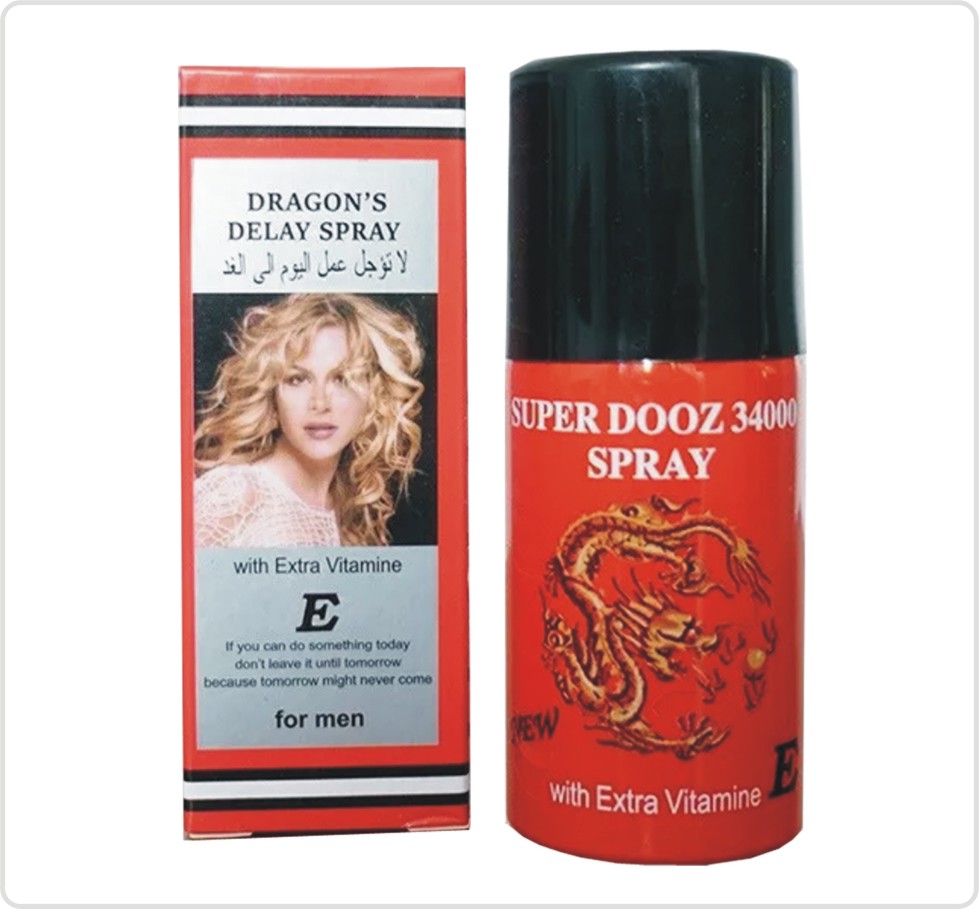 DRAGON'S
DELAY SPRAY
لا تؤجل عمل اليوم الى الغد
with Extra Vitamine
E
If you can do something today
don't leave it until tomorrow
because tomorrow might never come
for men
SUPER DOOZ 34000
SPRAY
NEW
E
with Extra Vitamine